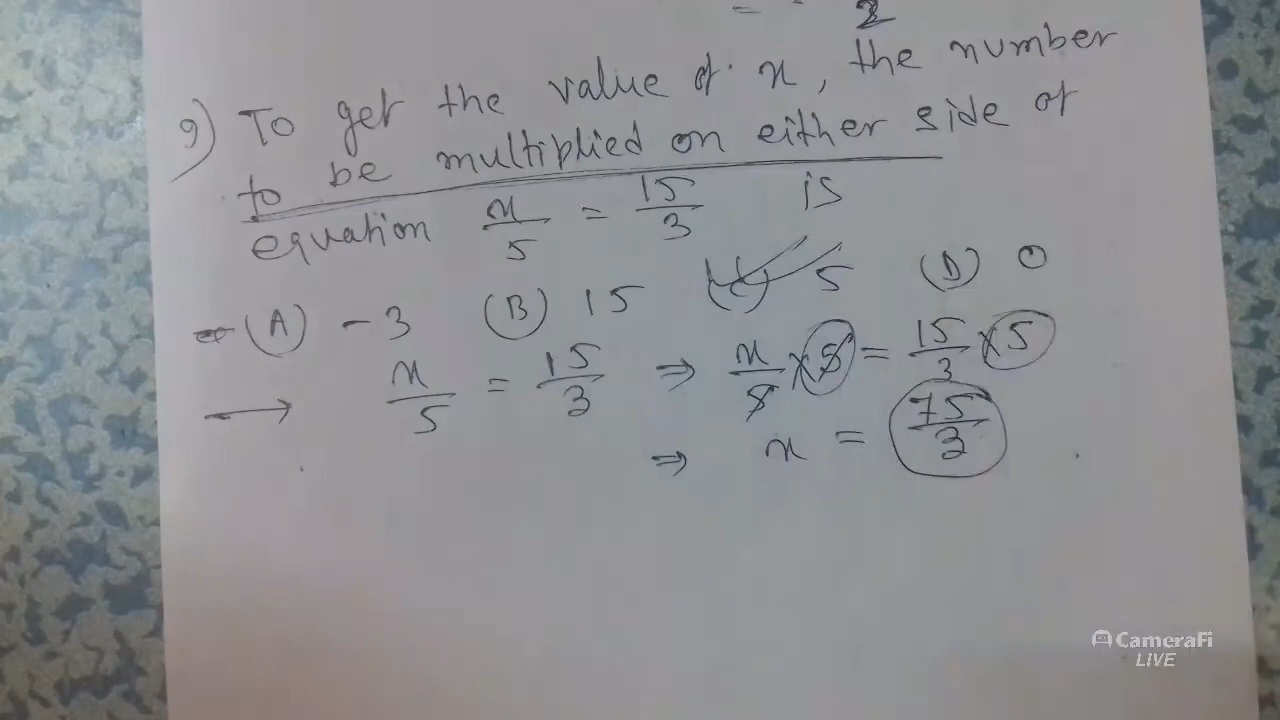 = 2
9) To get the value of x, the number
to be multiplied on either side of
equation x/5 = 15/3 is
(A) -3 (B) 15 (C) 5 (D) 0
→ x/5 = 15/3 ⇒ x/5 × 5 = 15/3 × 5
⇒ x = 75/3
CameraFi
LIVE